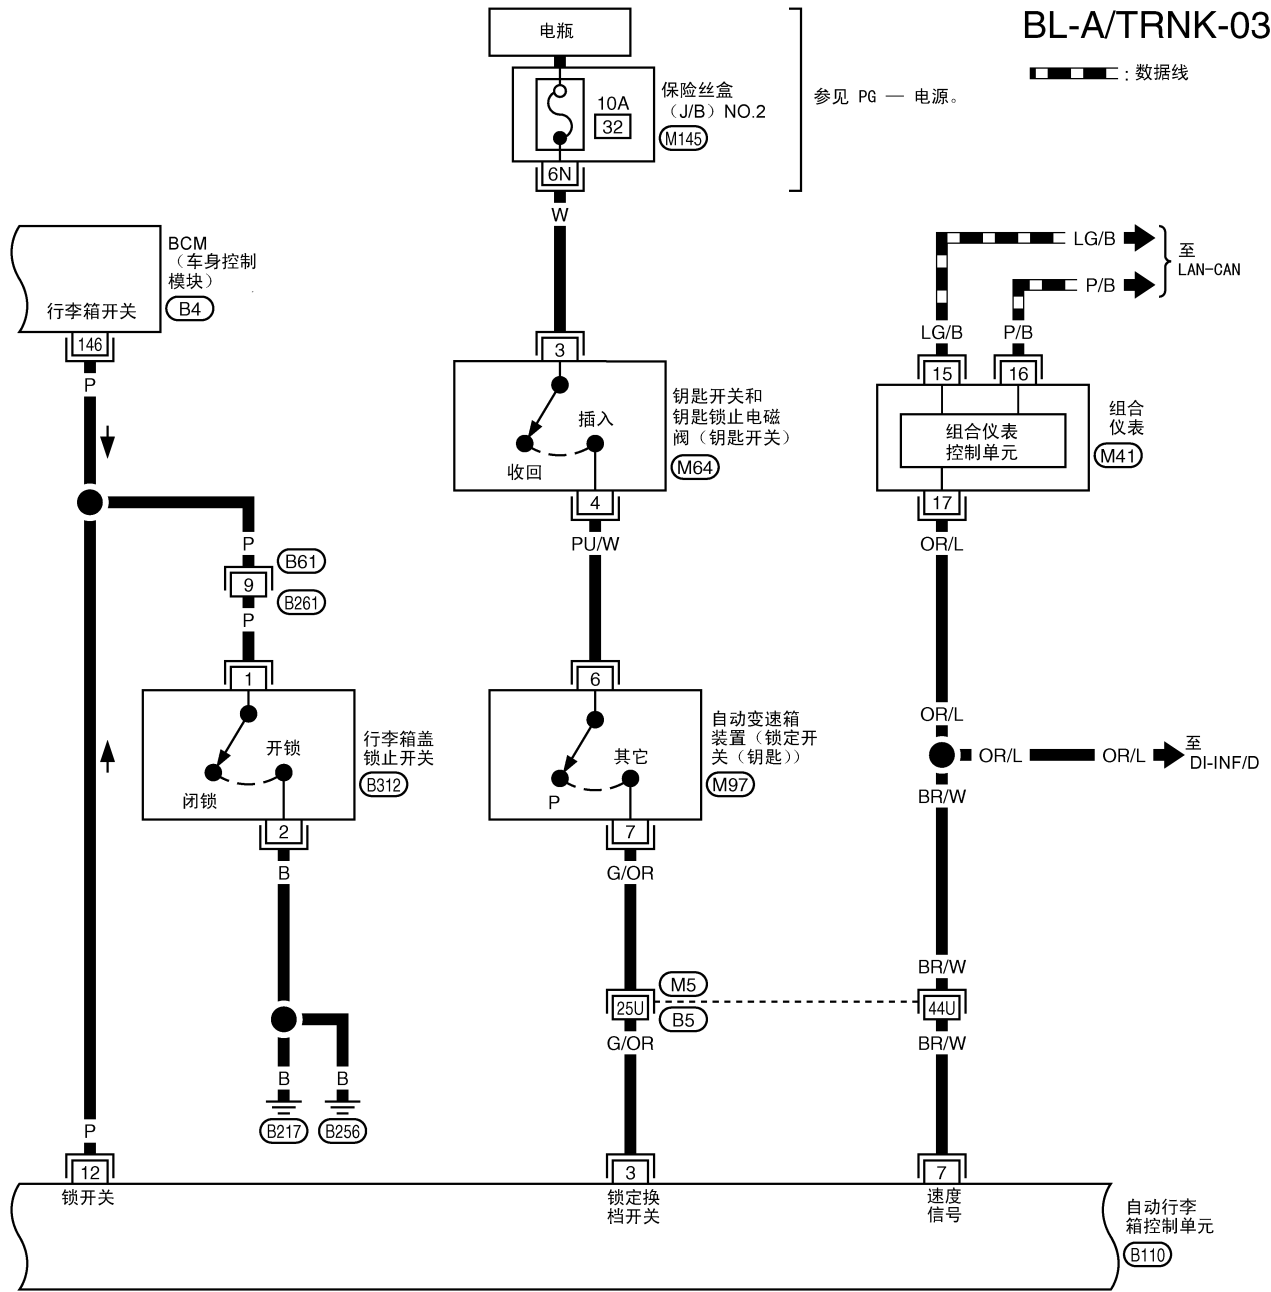 BL-A/TRNK-03
: 数据线
电瓶
保险丝盒
（J/B）NO.2
M145
10A
32
6N
参见 PG — 电源。
W
BCM
（车身控制
模块）
B4
行李箱开关
146
P
LG/B
P/B
至
LAN-CAN
LG/B
P/B
3
15
16
钥匙开关和
钥匙锁止电磁
阀（钥匙开关）
M64
插入
收回
4
PU/W
组合
仪表
M41
组合仪表
控制单元
17
OR/L
P
B61
9
B261
P
1
6
行李箱盖
锁止开关
B312
开锁
闭锁
2
B
自动变速箱
装置（锁定开
关（钥匙））
M97
其它
P
7
G/OR
OR/L
OR/L
OR/L
至
DI-INF/D
BR/W
BR/W
M5
25U
B5
44U
G/OR
BR/W
B
B
B217
B256
P
12
3
7
锁开关
锁定换
档开关
速度
信号
自动行李
箱控制单元
B110